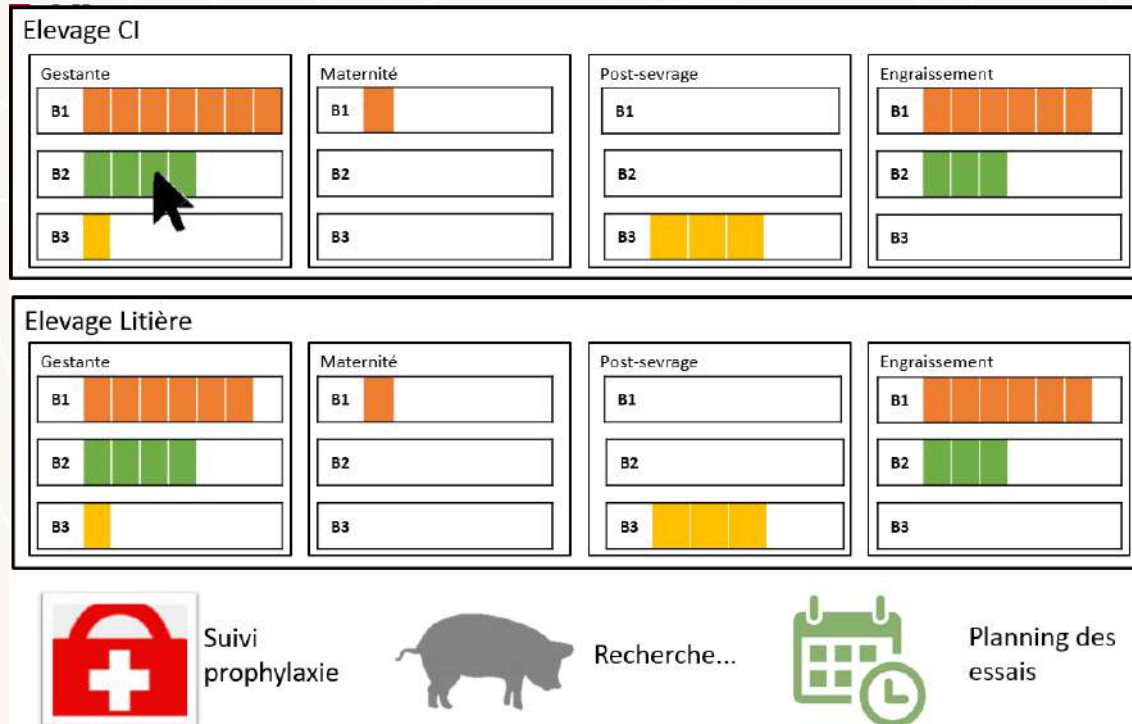 Elevage CI
Gestante
B1
B2
B3
Maternité
B1
B2
B3
Post-sevrage
B1
B2
B3
Engraissement
B1
B2
B3
Elevage Litière
Gestante
B1
B2
B3
Maternité
B1
B2
B3
Post-sevrage
B1
B2
B3
Engraissement
B1
B2
B3
Suivi
prophylaxie
Recherche...
Planning des
essais